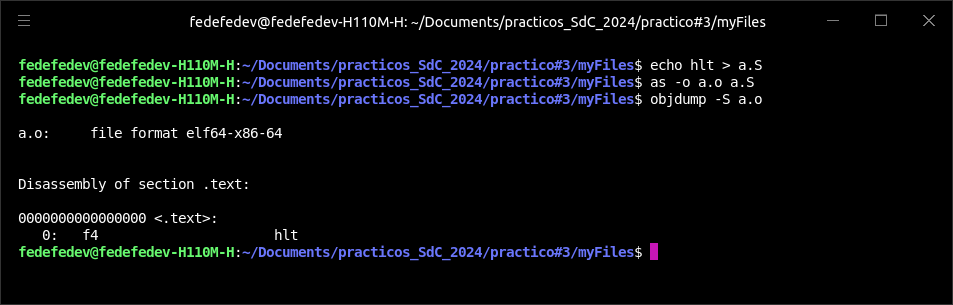 fedefedev@fedefedev-H110M-H: ~/Documents/practicos_SdC_2024/practico#3/myFiles
fedefedev@fedefedev-H110M-H:~/Documents/practicos_SdC_2024/practico#3/myFiles$ echo hlt > a.S
fedefedev@fedefedev-H110M-H:~/Documents/practicos_SdC_2024/practico#3/myFiles$ as -o a.o a.S
fedefedev@fedefedev-H110M-H:~/Documents/practicos_SdC_2024/practico#3/myFiles$ objdump -S a.o
a.o:     file format elf64-x86-64
Disassembly of section .text:
0000000000000000 <.text>:
   0:   f4                      hlt
fedefedev@fedefedev-H110M-H:~/Documents/practicos_SdC_2024/practico#3/myFiles$